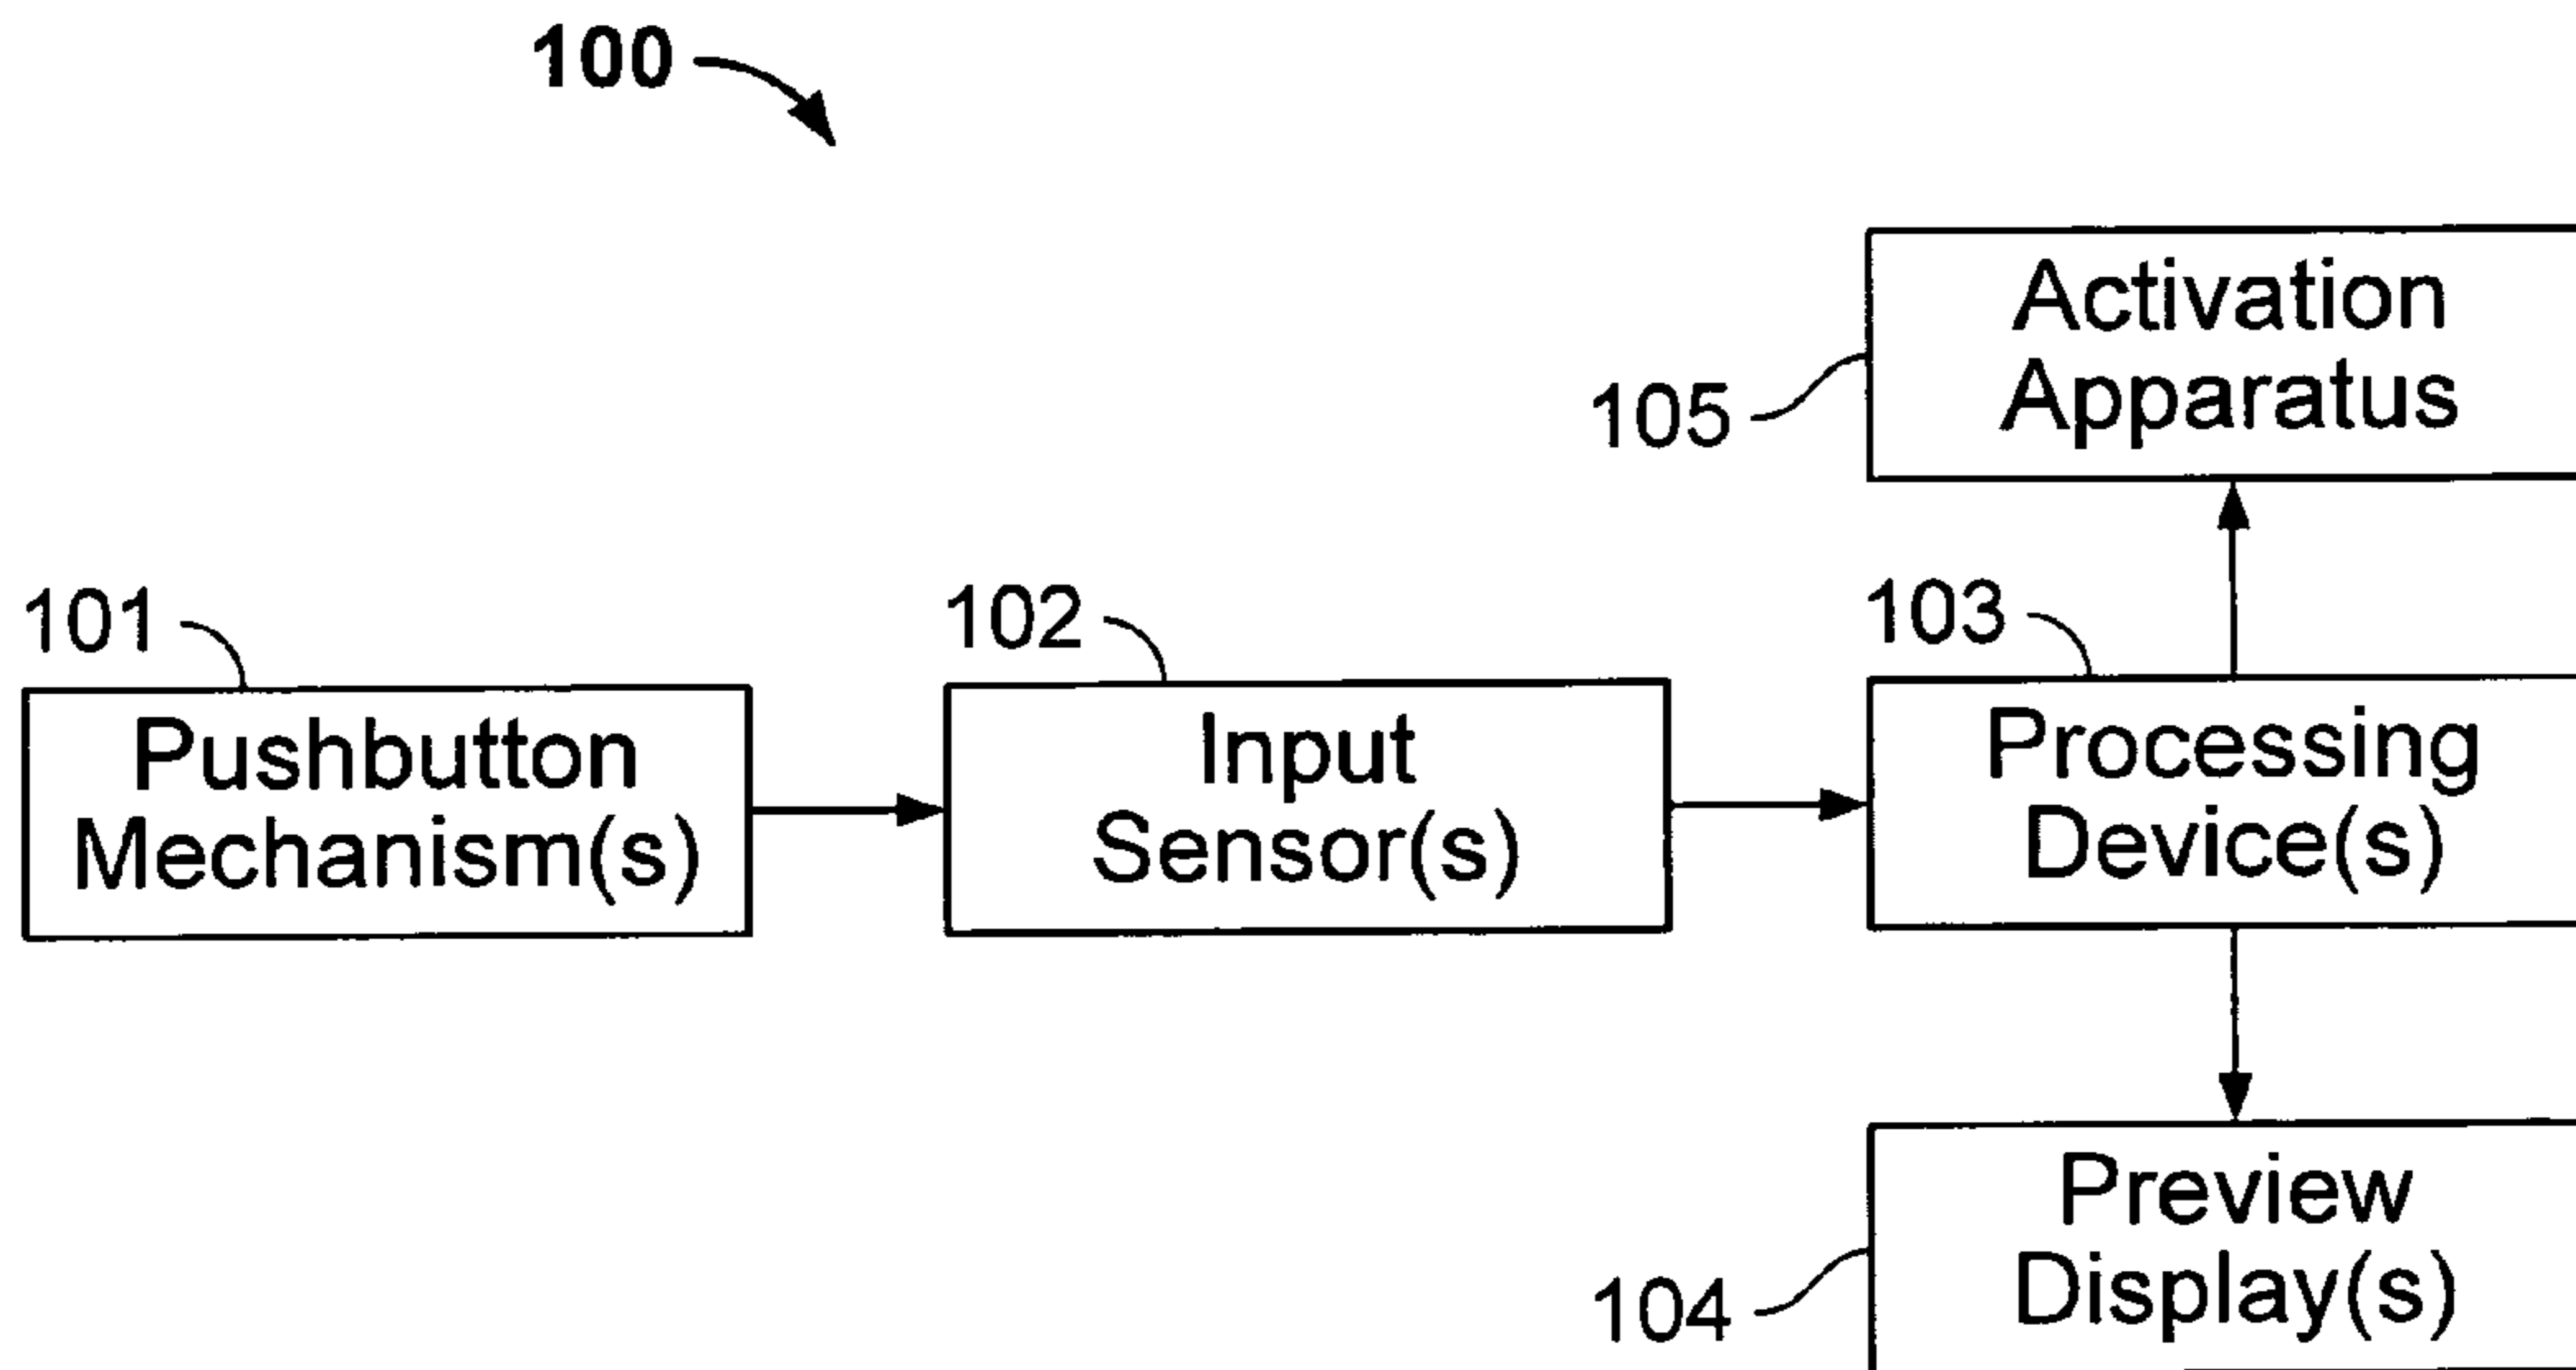 100
Activation
Apparatus
105
101
102
103
Pushbutton
Mechanism(s)
Input
Sensor(s)
Processing
Device(s)
Preview
Display(s)
104